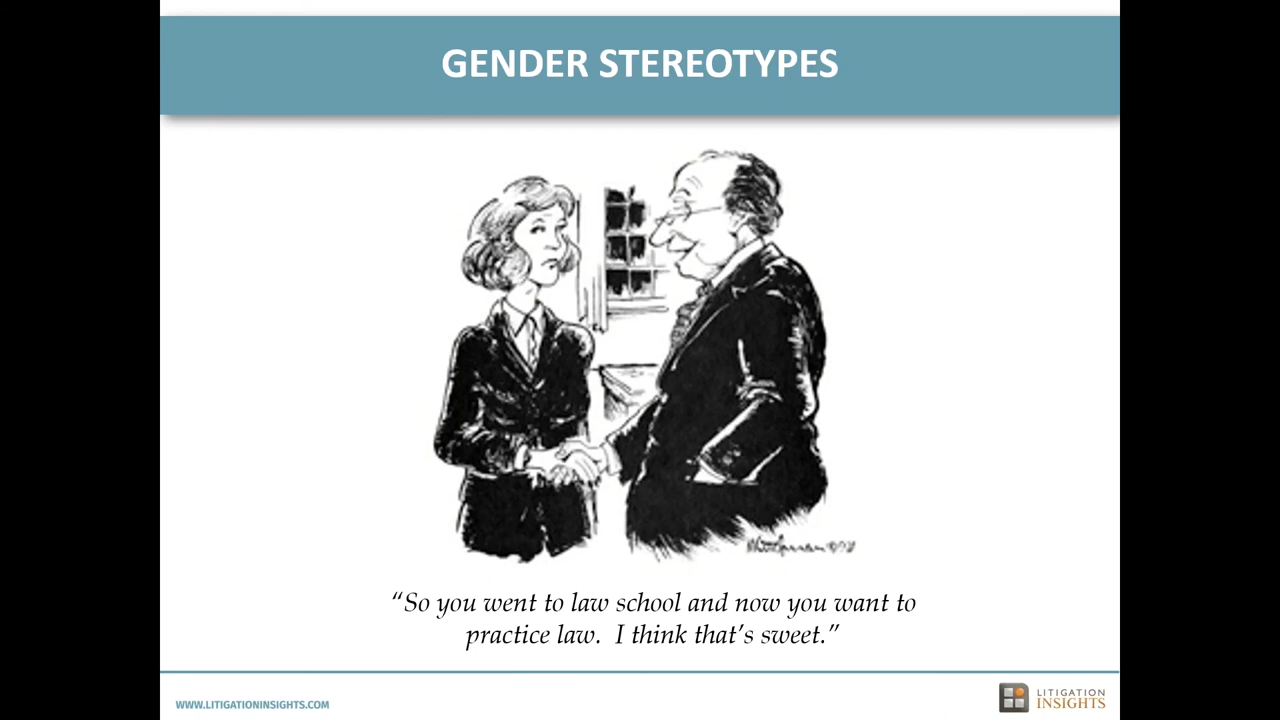 GENDER STEREOTYPES
“So you went to law school and now you want to
practice law.  I think that’s sweet.”
WWW.LITIGATIONINSIGHTS.COM
LITIGATION
INSIGHTS